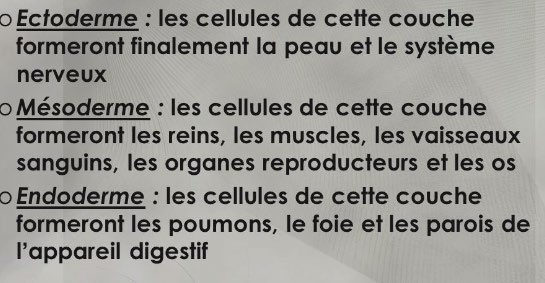 o Ectoderme : les cellules de cette couche
formeront finalement la peau et le système
nerveux
o Mésoderme : les cellules de cette couche
formeront les reins, les muscles, les vaisseaux
sanguins, les organes reproducteurs et les os
o Endoderme : les cellules de cette couche
formeront les poumons, le foie et les parois de
l’appareil digestif